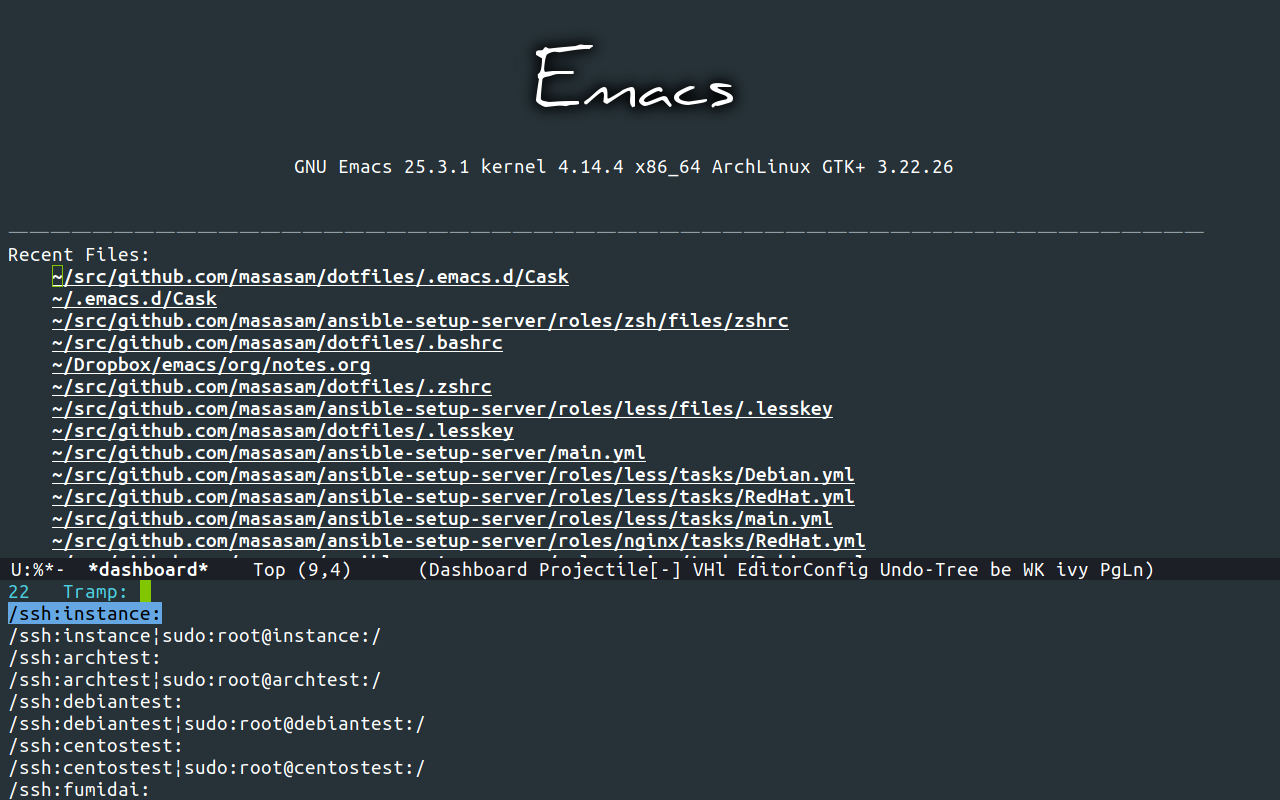 Emacs
GNU Emacs 25.3.1 kernel 4.14.4 x86_64 ArchLinux GTK+ 3.22.26
Recent Files:
~/src/github.com/masasam/dotfiles/.emacs.d/Cask
~/.emacs.d/Cask
~/src/github.com/masasam/ansible-setup-server/roles/zsh/files/zshrc
~/src/github.com/masasam/dotfiles/.bashrc
~/Dropbox/emacs/org/notes.org
~/src/github.com/masasam/dotfiles/.zshrc
~/src/github.com/masasam/ansible-setup-server/roles/less/files/.lesskey
~/src/github.com/masasam/dotfiles/.lesskey
~/src/github.com/masasam/ansible-setup-server/main.yml
~/src/github.com/masasam/ansible-setup-server/roles/less/tasks/Debian.yml
~/src/github.com/masasam/ansible-setup-server/roles/less/tasks/RedHat.yml
~/src/github.com/masasam/ansible-setup-server/roles/less/tasks/main.yml
~/src/github.com/masasam/ansible-setup-server/roles/nginx/tasks/RedHat.yml
U:%*-  *dashboard*    Top (9,4)      (Dashboard Projectile[-] VHl EditorConfig Undo-Tree be WK ivy PgLn)
22   Tramp:
/ssh:instance:
/ssh:instance¦sudo:root@instance:/
/ssh:archtest:
/ssh:archtest¦sudo:root@archtest:/
/ssh:debiantest:
/ssh:debiantest¦sudo:root@debiantest:/
/ssh:centostest:
/ssh:centostest¦sudo:root@centostest:/
/ssh:fumidai: